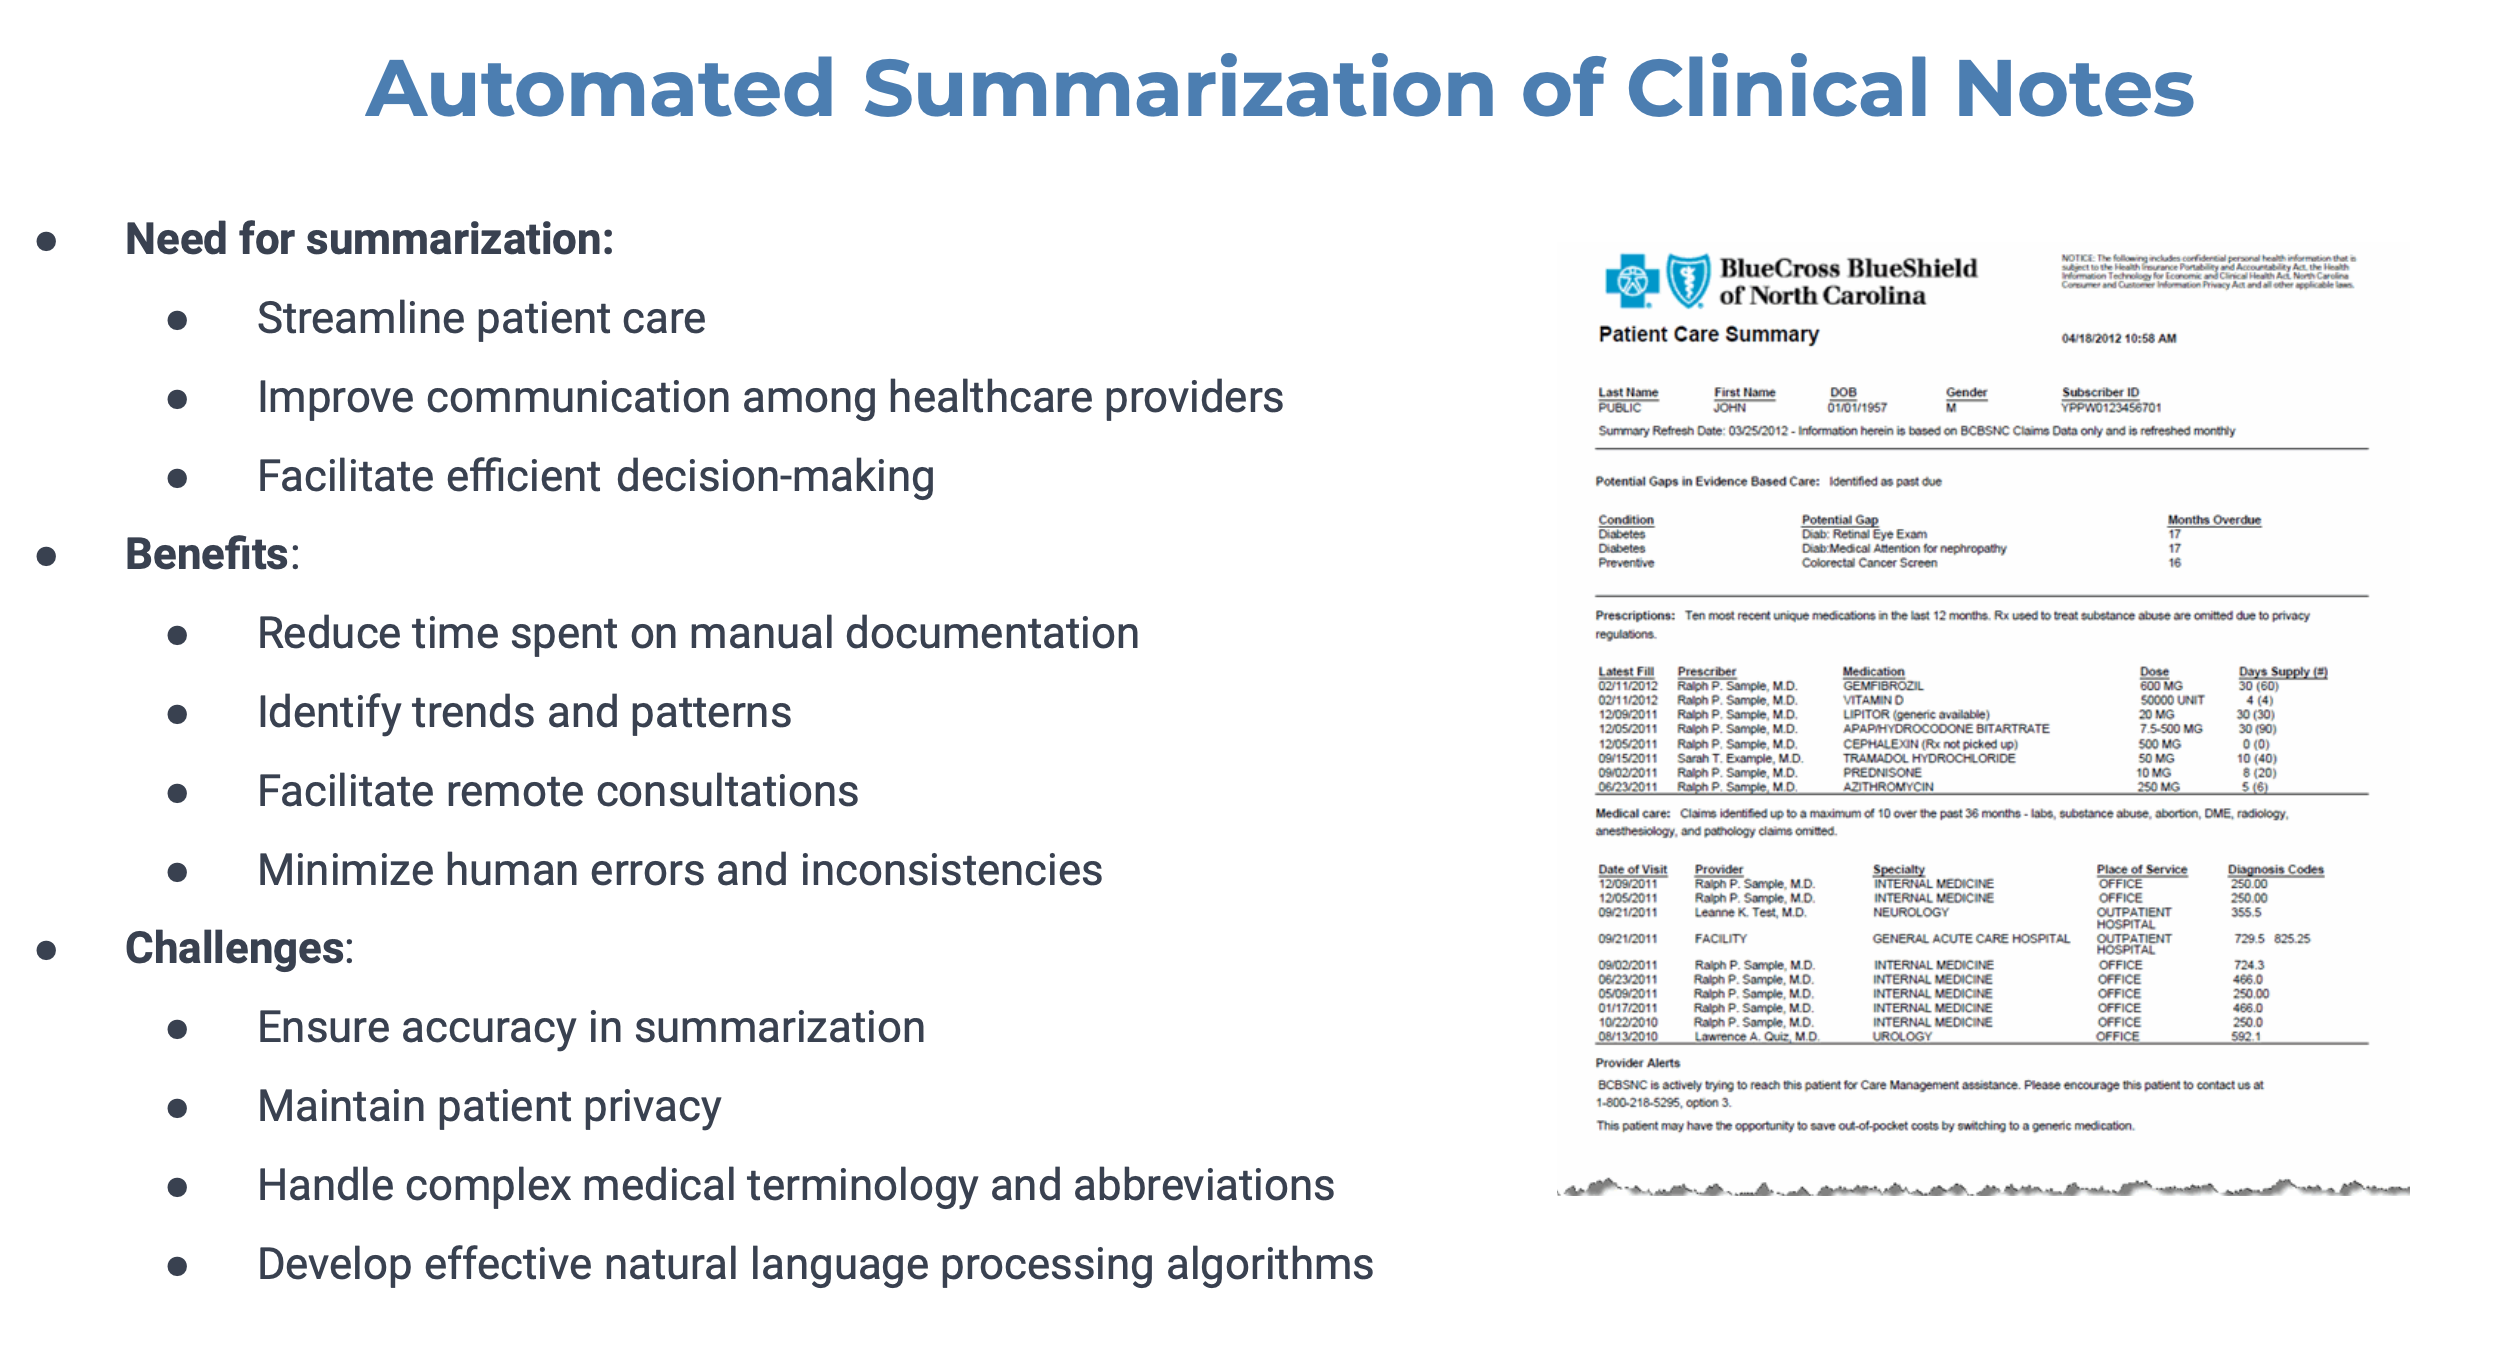 Automated Summarization of Clinical Notes
● Need for summarization:
● Streamline patient care
● Improve communication among healthcare providers
● Facilitate efficient decision-making
● Benefits:
● Reduce time spent on manual documentation
● Identify trends and patterns
● Facilitate remote consultations
● Minimize human errors and inconsistencies
● Challenges:
● Ensure accuracy in summarization
● Maintain patient privacy
● Handle complex medical terminology and abbreviations
● Develop effective natural language processing algorithms
BlueCross BlueShield
of North Carolina
NOTICE: The following includes confidential personal health information that is
subject to the Health Insurance Portability and Accountability Act, the Health
Information Technology for Economic and Clinical Health Act, North Carolina
Consumer and Customer Information Privacy Act and all other applicable laws.
Patient Care Summary
04/18/2012 10:58 AM
Last Name First Name DOB Gender Subscriber ID
PUBLIC JOHN 01/01/1957 M YPPW0123456701
Summary Refresh Date: 03/25/2012 - Information herein is based on BCBSNC Claims Data only and is refreshed monthly
Potential Gaps in Evidence Based Care: Identified as past due
Condition Potential Gap Months Overdue
Diabetes Diab: Retinal Eye Exam 17
Diabetes Diab:Medical Attention for nephropathy 17
Preventive Colorectal Cancer Screen 16
Prescriptions: Ten most recent unique medications in the last 12 months. Rx used to treat substance abuse are omitted due to privacy
regulations.
Latest Fill Prescriber Medication Dose Days Supply (#)
02/11/2012 Ralph P. Sample, M.D. GEMFIBROZIL 600 MG 30 (60)
02/11/2012 Ralph P. Sample, M.D. VITAMIN D 50000 UNIT 4 (4)
12/09/2011 Ralph P. Sample, M.D. LIPITOR (generic available) 20 MG 30 (30)
12/05/2011 Ralph P. Sample, M.D. APAP/HYDROCODONE BITARTRATE 7.5-500 MG 30 (90)
12/05/2011 Ralph P. Sample, M.D. CEPHALEXIN (Rx not picked up) 500 MG 0 (0)
09/15/2011 Sarah T. Example, M.D. TRAMADOL HYDROCHLORIDE 50 MG 10 (40)
09/02/2011 Ralph P. Sample, M.D. PREDNISONE 10 MG 8 (20)
06/23/2011 Ralph P. Sample, M.D. AZITHROMYCIN 250 MG 5 (6)
Medical care: Claims identified up to a maximum of 10 over the past 36 months - labs, substance abuse, abortion, DME, radiology,
anesthesiology, and pathology claims omitted.
Date of Visit Provider Specialty Place of Service Diagnosis Codes
12/09/2011 Ralph P. Sample, M.D. INTERNAL MEDICINE OFFICE 250.00
12/05/2011 Ralph P. Sample, M.D. INTERNAL MEDICINE OFFICE 250.00
09/21/2011 Leanne K. Test, M.D. NEUROLOGY OUTPATIENT 355.5
HOSPITAL
09/21/2011 FACILITY GENERAL ACUTE CARE HOSPITAL OUTPATIENT 729.5 825.25
HOSPITAL
09/02/2011 Ralph P. Sample, M.D. INTERNAL MEDICINE OFFICE 724.3
06/23/2011 Ralph P. Sample, M.D. INTERNAL MEDICINE OFFICE 466.0
05/09/2011 Ralph P. Sample, M.D. INTERNAL MEDICINE OFFICE 250.00
01/17/2011 Ralph P. Sample, M.D. INTERNAL MEDICINE OFFICE 466.0
10/22/2010 Ralph P. Sample, M.D. INTERNAL MEDICINE OFFICE 250.0
08/13/2010 Lawrence A. Quiz, M.D. UROLOGY OFFICE 592.1
Provider Alerts
BCBSNC is actively trying to reach this patient for Care Management assistance. Please encourage this patient to contact us at
1-800-218-5295, option 3.
This patient may have the opportunity to save out-of-pocket costs by switching to a generic medication.